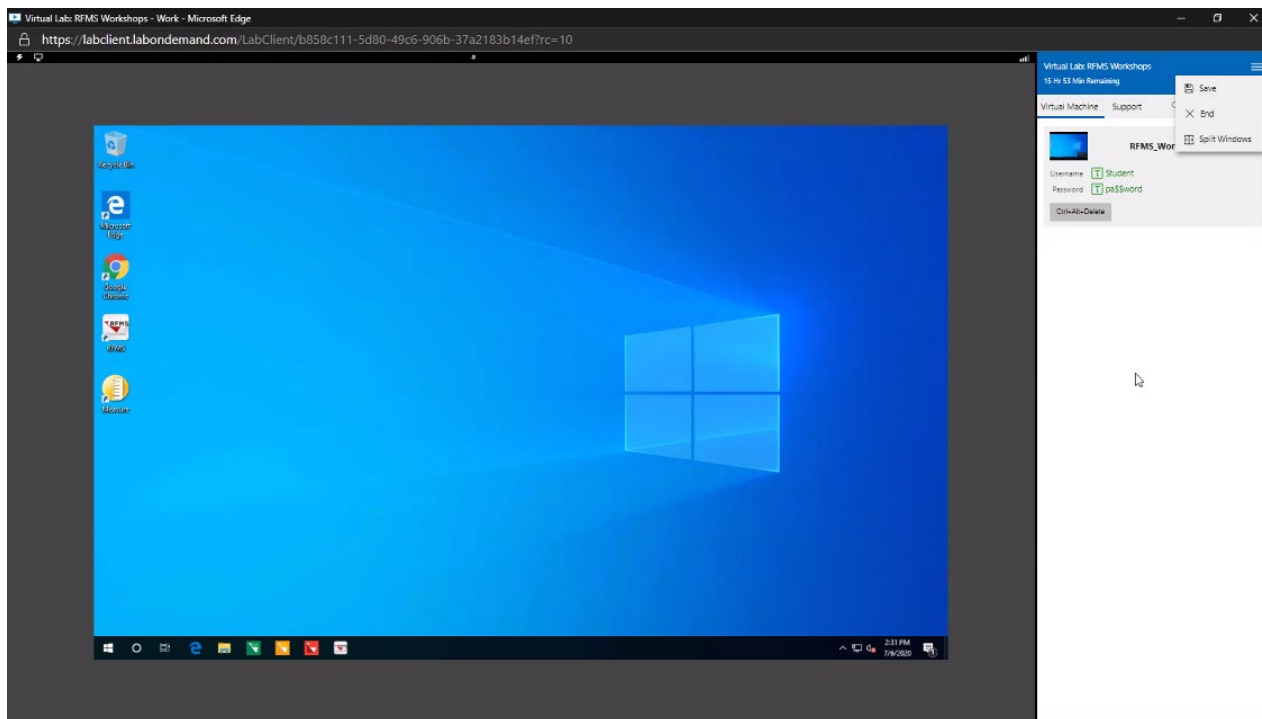 Virtual Lab: RFMS Workshops - Work - Microsoft Edge
https://labclient.labondemand.com/LabClient/b858c111-5d80-49c6-906b-37a2183b14ef?rc=10
Virtual Lab: RFMS Workshops
15 Hr 53 Min Remaining
Save
End
Split Windows
Virtual Machine Support
RFMS_Wor
Username T Student
Password T pa$$word
Ctrl+Alt+Delete
Recycle Bin
Microsoft
Edge
Google
Chrome
RFMS
RFMS
Measure
2:31 PM
7/6/2020